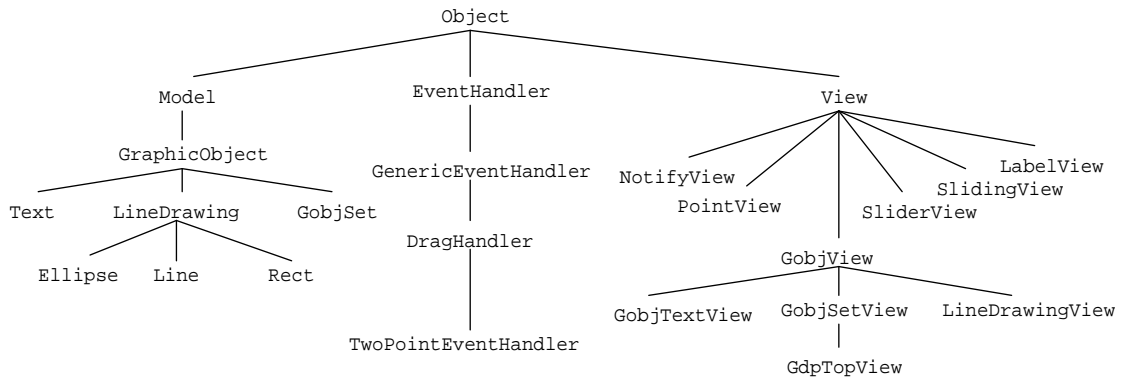 Object
Model
EventHandler
View
GraphicObject
GenericEventHandler
NotifyView
PointView
SliderView
SlidingView
LabelView
Text
LineDrawing
GobjSet
DragHandler
Ellipse
Line
Rect
GobjView
GobjTextView
GobjSetView
LineDrawingView
TwoPointEventHandler
GdpTopView